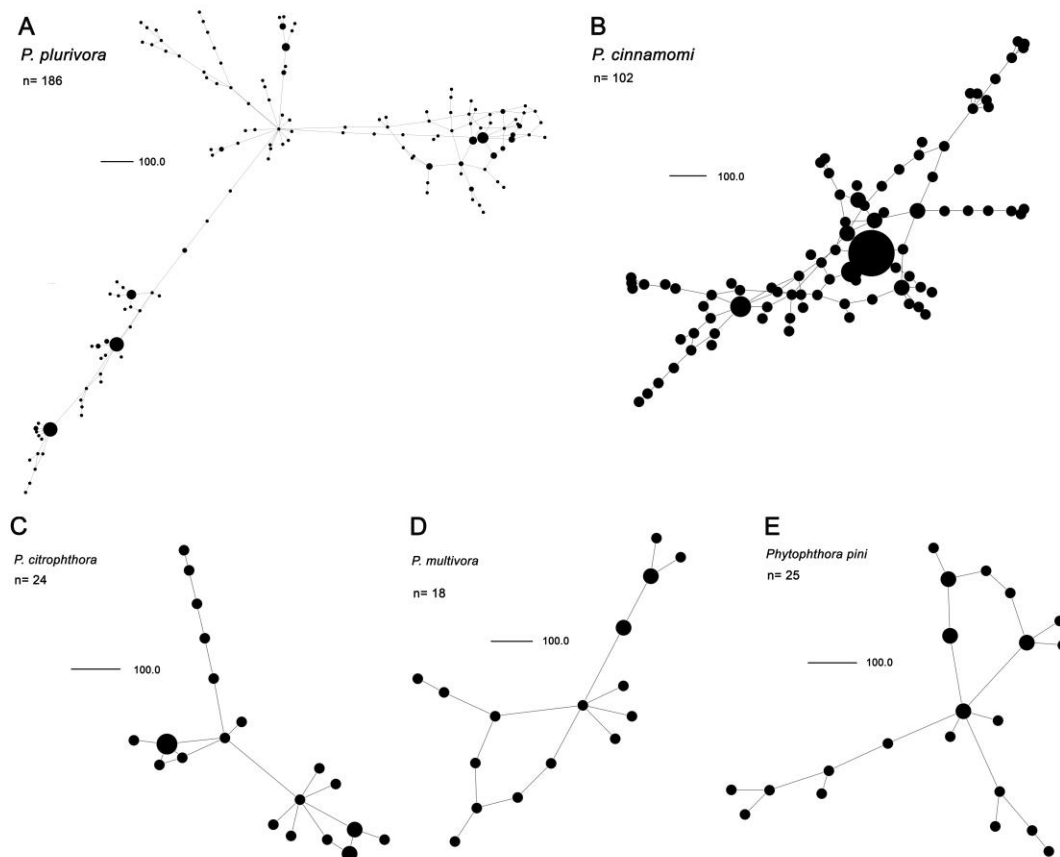 A
P. plurivora
n= 186
100.0
B
P. cinnamomi
n= 102
100.0
C
P. citrophthora
n= 24
100.0
D
P. multivora
n= 18
100.0
E
Phytophthora pini
n= 25
100.0